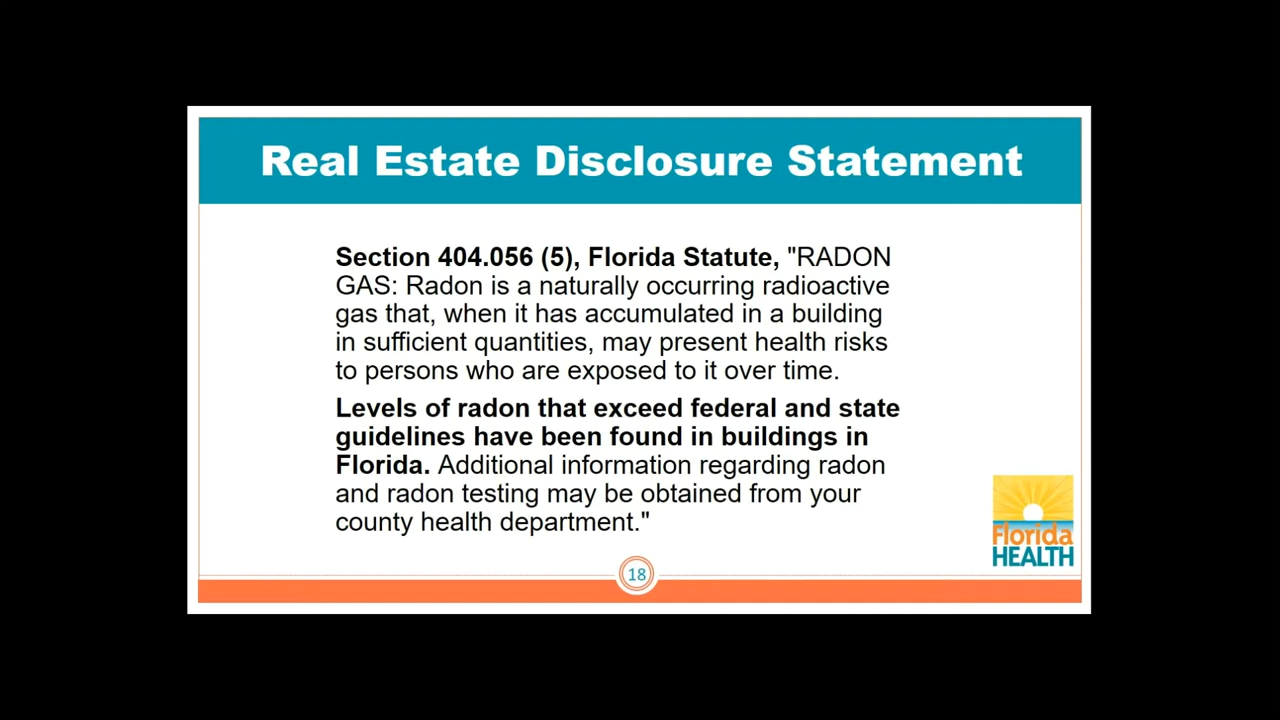 Real Estate Disclosure Statement
Section 404.056 (5), Florida Statute, "RADON
GAS: Radon is a naturally occurring radioactive
gas that, when it has accumulated in a building
in sufficient quantities, may present health risks
to persons who are exposed to it over time.
Levels of radon that exceed federal and state
guidelines have been found in buildings in
Florida. Additional information regarding radon
and radon testing may be obtained from your
county health department."
Florida
HEALTH
18